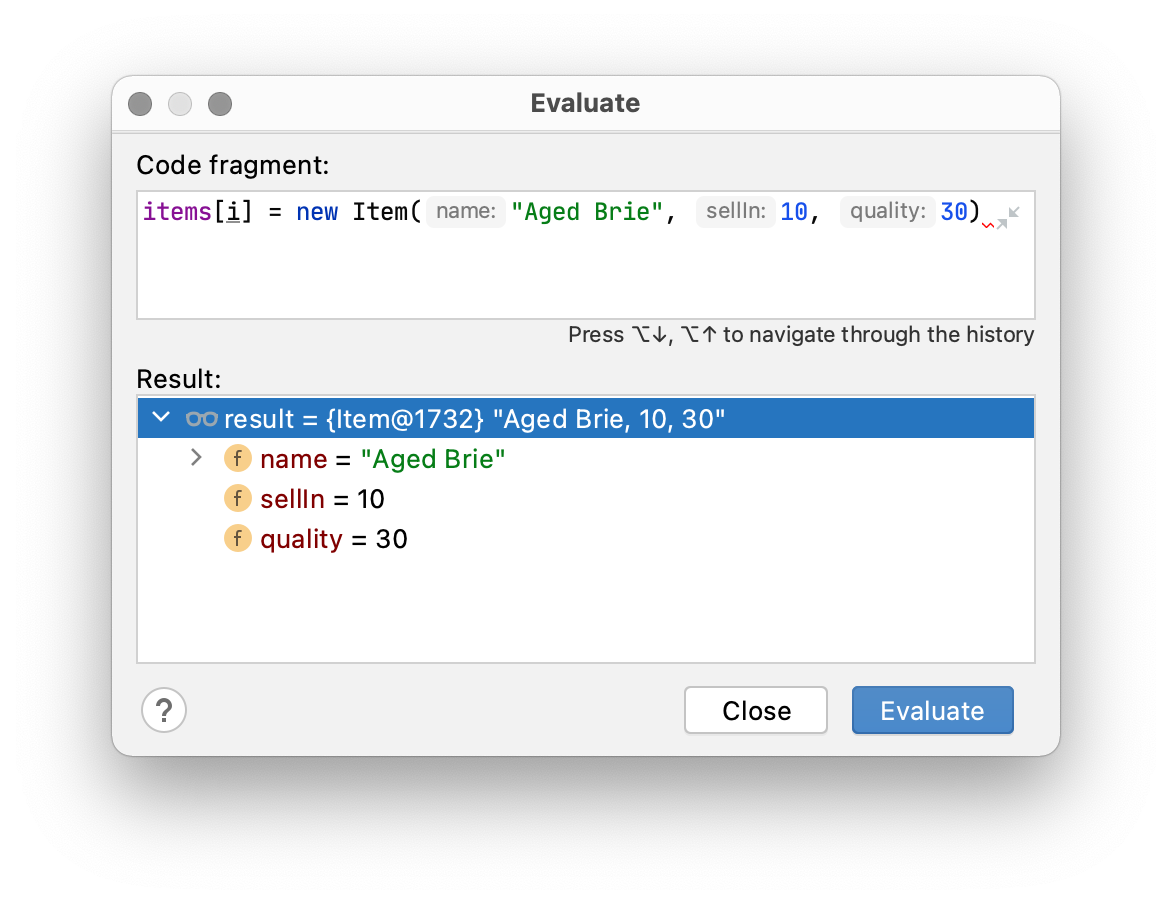 Evaluate
Code fragment:
items[i] = new Item( name: "Aged Brie", sellIn: 10, quality: 30)
Press ⌥↓, ⌥↑ to navigate through the history
Result:
result = {Item@1732} "Aged Brie, 10, 30"
f name = "Aged Brie"
f sellIn = 10
f quality = 30
? Close Evaluate